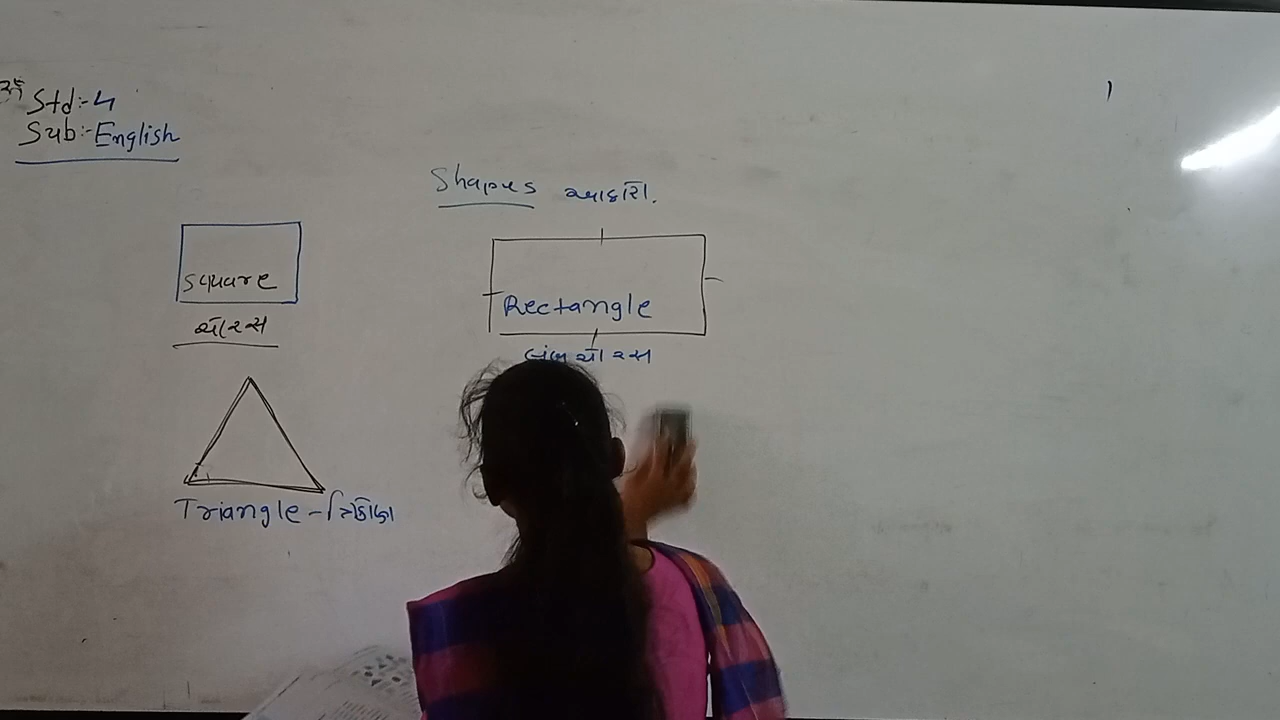 Std:- 4
Sub:- English
Shapes આકારો.
Square
ચોરસ
Rectangle
લંબચોરસ
Triangle - ત્રિકોણ